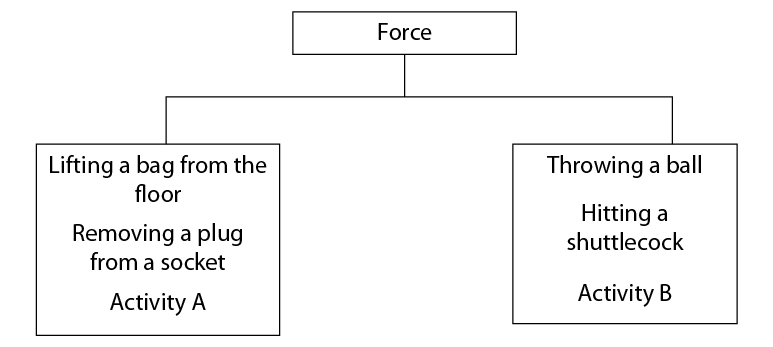 Force
Lifting a bag from the
floor
Removing a plug
from a socket
Activity A
Throwing a ball
Hitting a
shuttlecock
Activity B